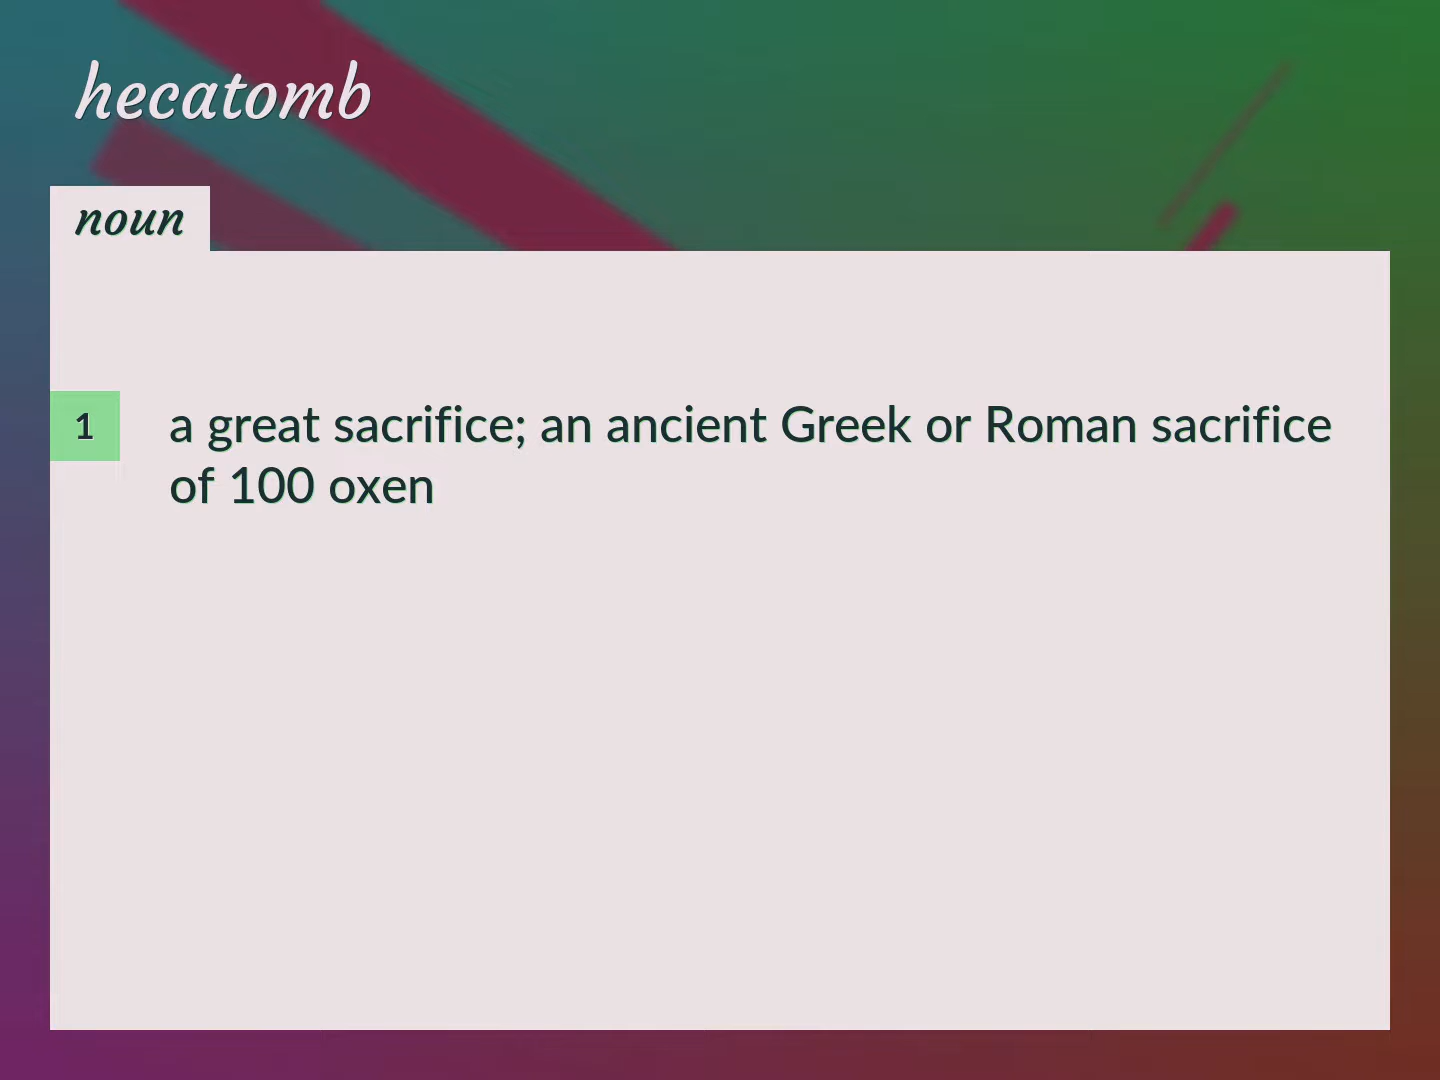 hecatomb
noun
1
a great sacrifice; an ancient Greek or Roman sacrifice
of 100 oxen